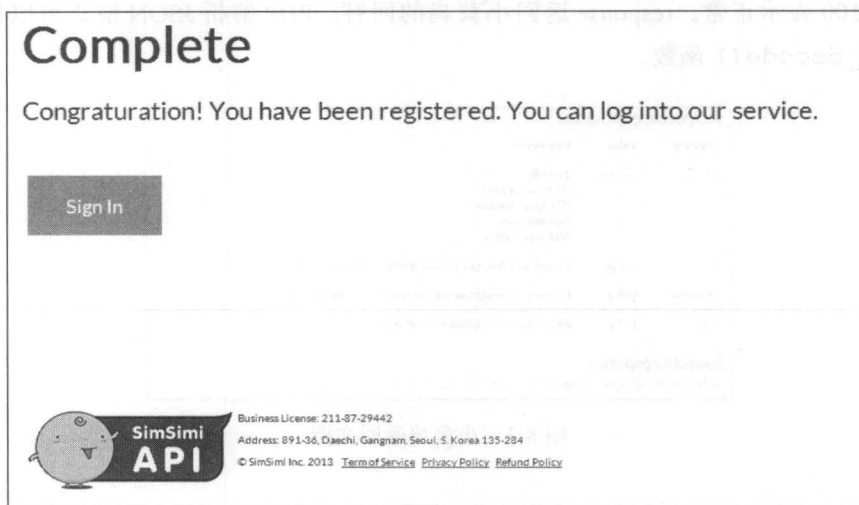 Complete
Congraturation! You have been registered. You can log into our service.
Sign In
SimSimi
API
Business License: 211-87-29442
Address: 891-36, Daechi, Gangnam, Seoul, S. Korea 135-284
© SimSimi Inc. 2013 Term of Service Privacy Policy Refund Policy